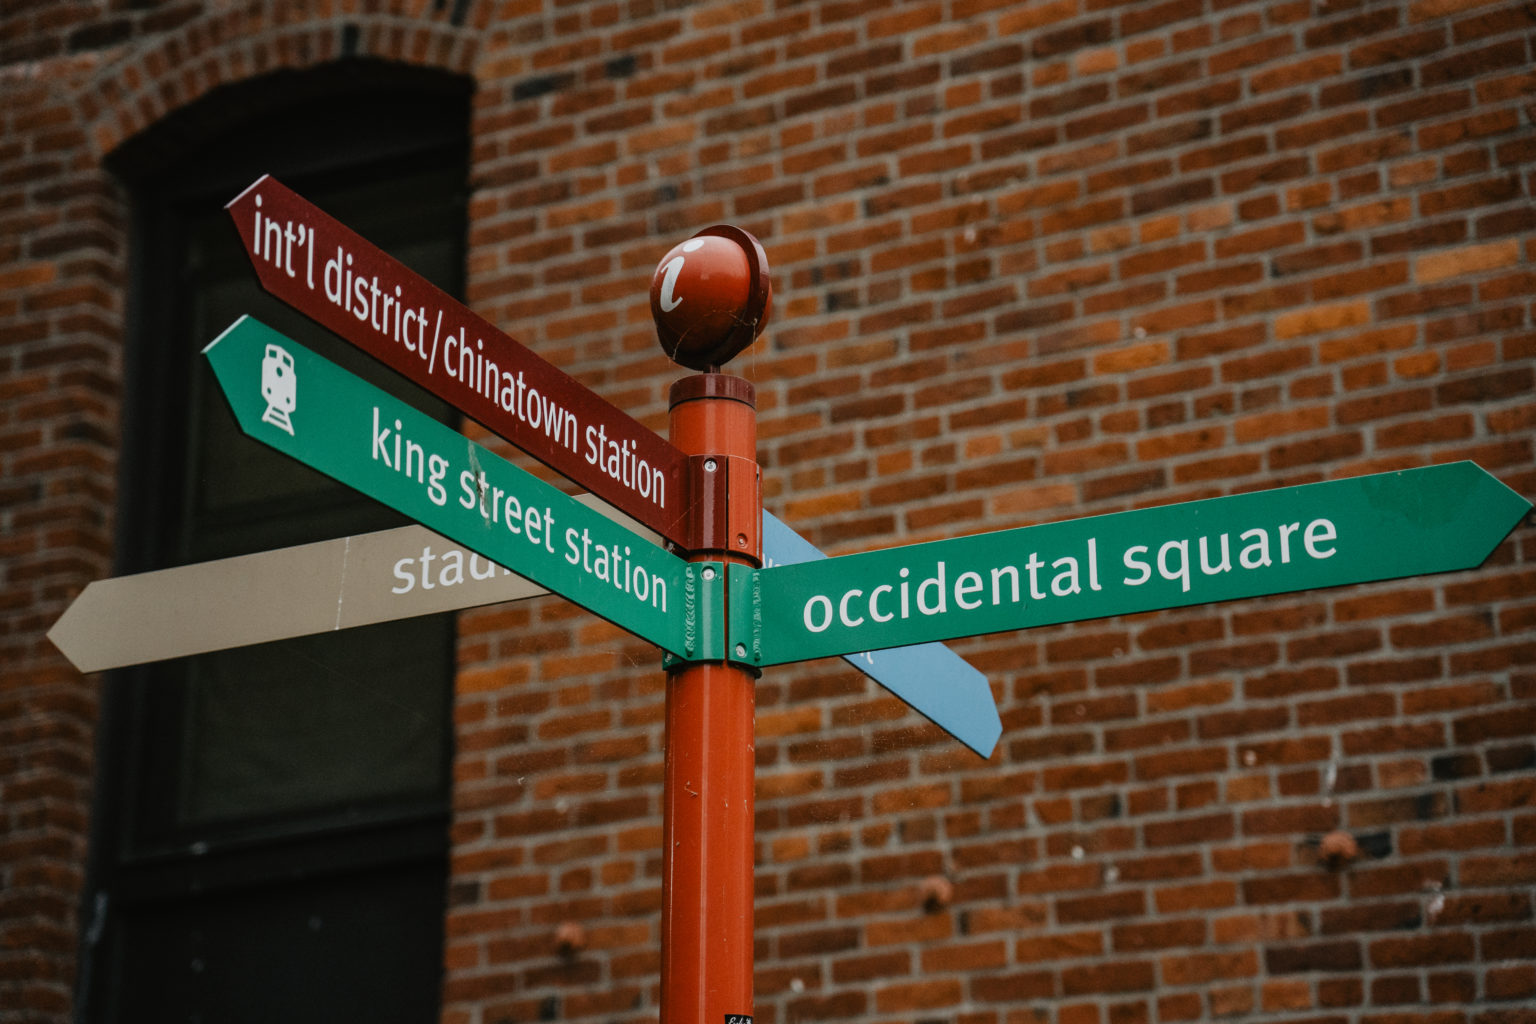 i
int'l district/chinatown station
king street station
occidental square